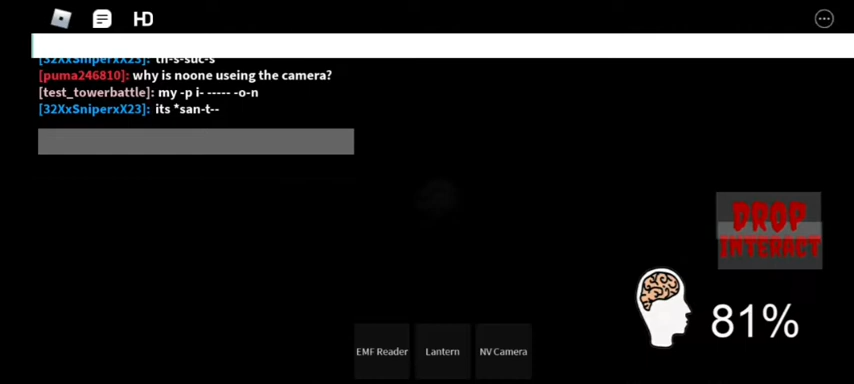 HD
[32XxSniperxX23]: th-s-suc-s
[puma246810]: why is noone useing the camera?
[test_towerbattle]: my -p i- ----- -o-n
[32XxSniperxX23]: its *san-t--
DROP
INTERACT
81%
EMF Reader
Lantern
NV Camera